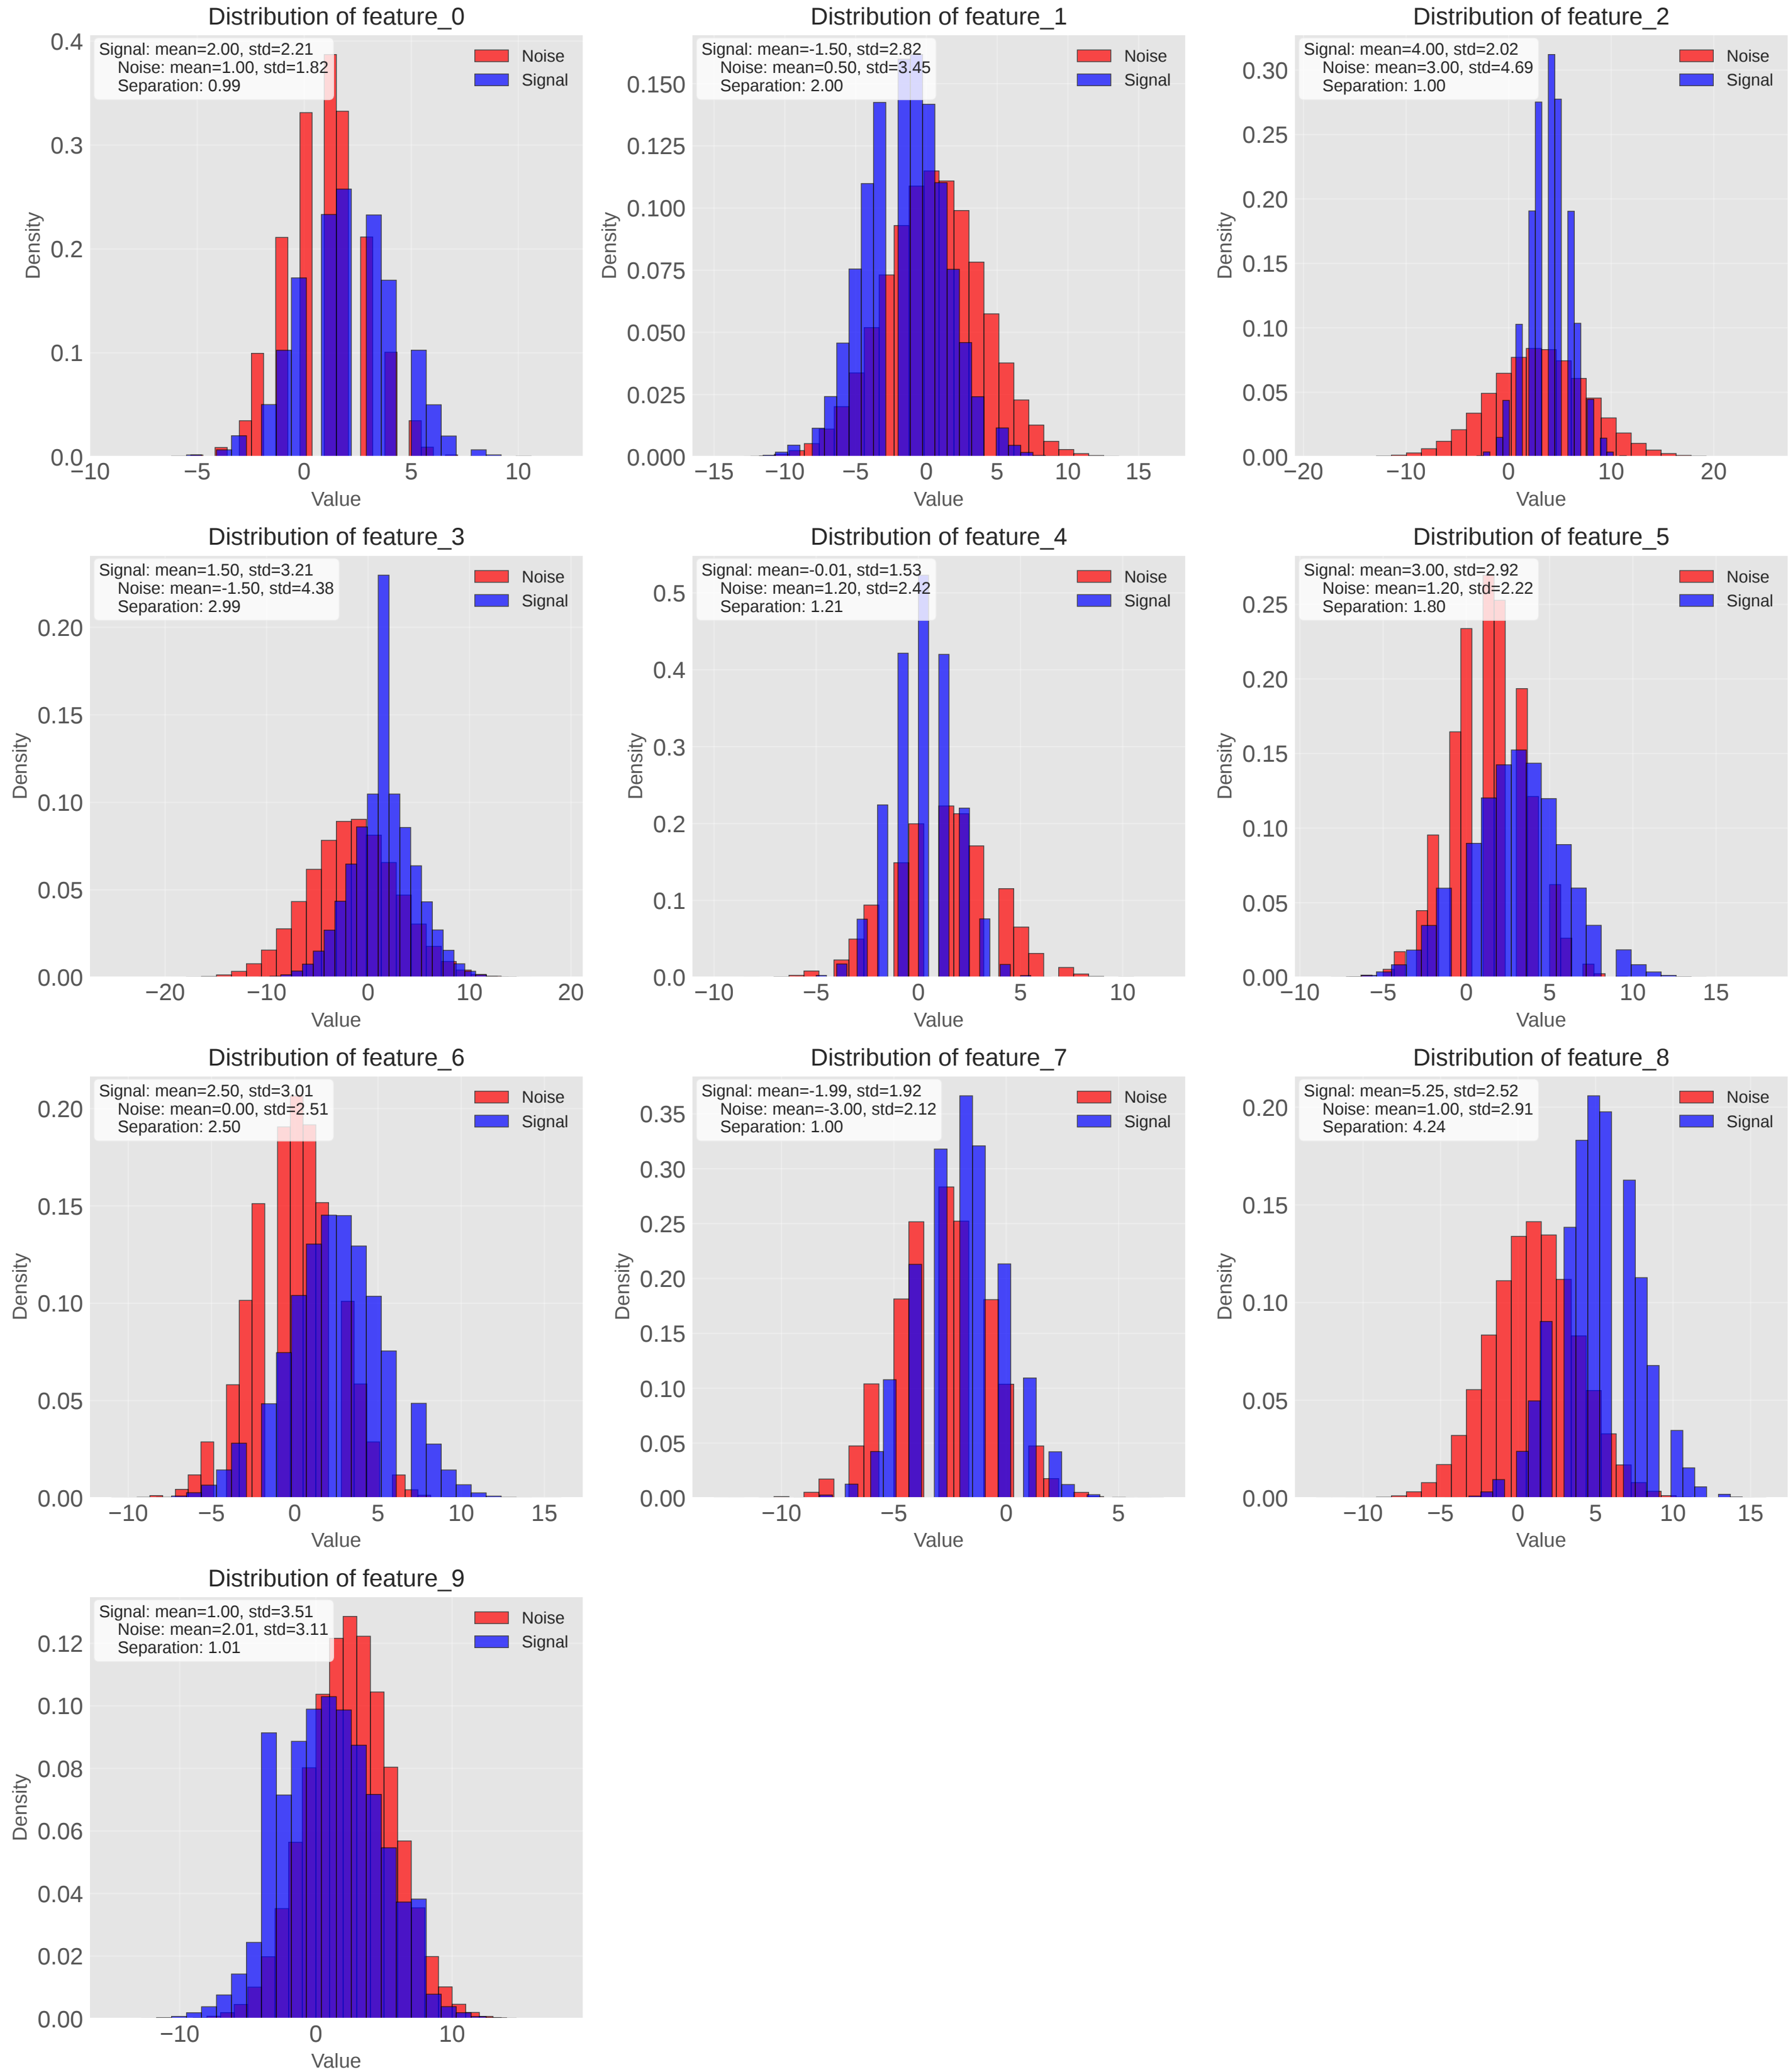 Distribution of feature_0
Signal: mean=2.00, std=2.21
Noise: mean=1.00, std=1.82
Separation: 0.99
Noise
Signal
0.4
0.3
0.2
0.1
0.0
Density
−10 −5 0 5 10
Value
Distribution of feature_1
Signal: mean=-1.50, std=2.82
Noise: mean=0.50, std=3.45
Separation: 2.00
Noise
Signal
0.150
0.125
0.100
0.075
0.050
0.025
0.000
Density
−15 −10 −5 0 5 10 15
Value
Distribution of feature_2
Signal: mean=4.00, std=2.02
Noise: mean=3.00, std=4.69
Separation: 1.00
Noise
Signal
0.30
0.25
0.20
0.15
0.10
0.05
0.00
Density
−20 −10 0 10 20
Value
Distribution of feature_3
Signal: mean=1.50, std=3.21
Noise: mean=-1.50, std=4.38
Separation: 2.99
Noise
Signal
0.20
0.15
0.10
0.05
0.00
Density
−20 −10 0 10 20
Value
Distribution of feature_4
Signal: mean=-0.01, std=1.53
Noise: mean=1.20, std=2.42
Separation: 1.21
Noise
Signal
0.5
0.4
0.3
0.2
0.1
0.0
Density
−10 −5 0 5 10
Value
Distribution of feature_5
Signal: mean=3.00, std=2.92
Noise: mean=1.20, std=2.22
Separation: 1.80
Noise
Signal
0.25
0.20
0.15
0.10
0.05
0.00
Density
−10 −5 0 5 10 15
Value
Distribution of feature_6
Signal: mean=2.50, std=3.01
Noise: mean=0.00, std=2.51
Separation: 2.50
Noise
Signal
0.20
0.15
0.10
0.05
0.00
Density
−10 −5 0 5 10 15
Value
Distribution of feature_7
Signal: mean=-1.99, std=1.92
Noise: mean=-3.00, std=2.12
Separation: 1.00
Noise
Signal
0.35
0.30
0.25
0.20
0.15
0.10
0.05
0.00
Density
−10 −5 0 5
Value
Distribution of feature_8
Signal: mean=5.25, std=2.52
Noise: mean=1.00, std=2.91
Separation: 4.24
Noise
Signal
0.20
0.15
0.10
0.05
0.00
Density
−10 −5 0 5 10 15
Value
Distribution of feature_9
Signal: mean=1.00, std=3.51
Noise: mean=2.01, std=3.11
Separation: 1.01
Noise
Signal
0.12
0.10
0.08
0.06
0.04
0.02
0.00
Density
−10 0 10
Value